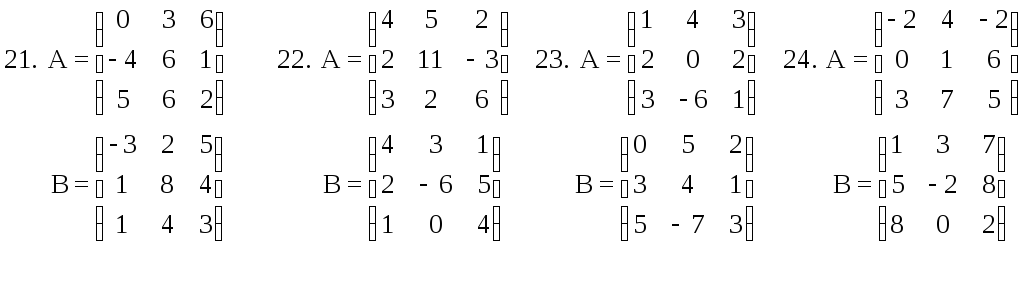 0 3 6 4 5 2 1 4 3 - 2 4 - 2
21. A = - 4 6 1 22. A = 2 11 - 3 23. A = 2 0 2 24. A = 0 1 6
5 6 2 3 2 6 3 - 6 1 3 7 5
- 3 2 5 4 3 1 0 5 2 1 3 7
B = 1 8 4 B = 2 - 6 5 B = 3 4 1 B = 5 - 2 8
1 4 3 1 0 4 5 - 7 3 8 0 2